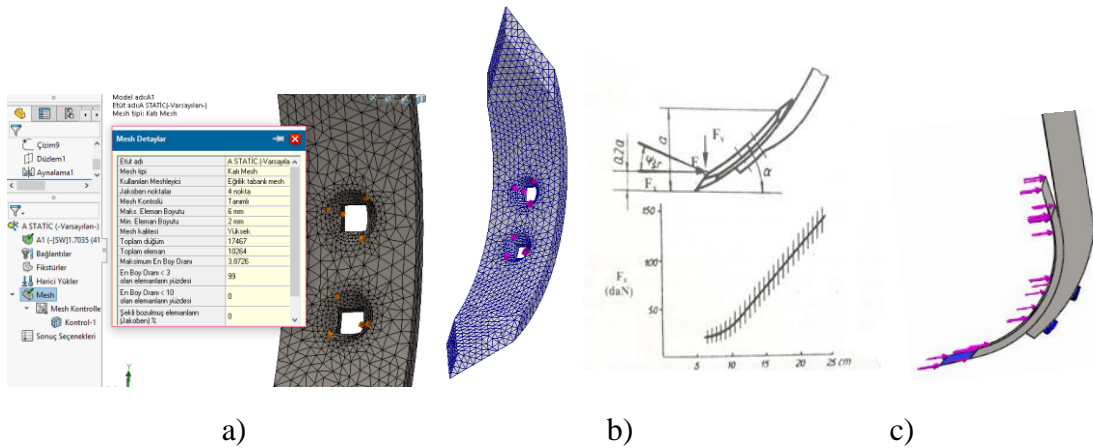 Model adı:A1
Etüt adı:A STATİC(-Varsayılan-)
Mesh tipi: Katı Mesh
Mesh Detaylar
Etüt adı A STATİC (-Varsayıla
Mesh tipi Katı Mesh
Kullanılan Meshleyici Eğrilik tabanlı mesh
Jakoben noktalar 4 nokta
Mesh Kontrolü Tanımlı
Maks. Eleman Boyutu 6 mm
Min. Eleman Boyutu 2 mm
Mesh kalitesi Yüksek
Toplam düğüm 17467
Toplam eleman 10264
Maksimum En Boy Oranı 3.8726
En Boy Oranı < 3
olan elemanların yüzdesi 99
En Boy Oranı < 10
olan elemanların yüzdesi 0
Şekli bozulmuş elemanların
(Jakoben) % 0
Çizim9
Düzlem1
Aynalama1
A STATİC (-Varsayılan-)
A1 (-[SW]1.7035 (41
Bağlantılar
Fikstürler
Harici Yükler
Mesh
Mesh Kontrolle
Kontrol-1
Sonuç Seçenekleri
Y
a
0.2a
Fᵧ
F
Fₓ
α
150
100
50
Fₓ
(daN)
5 10 15 20 25 cm
a) b) c)